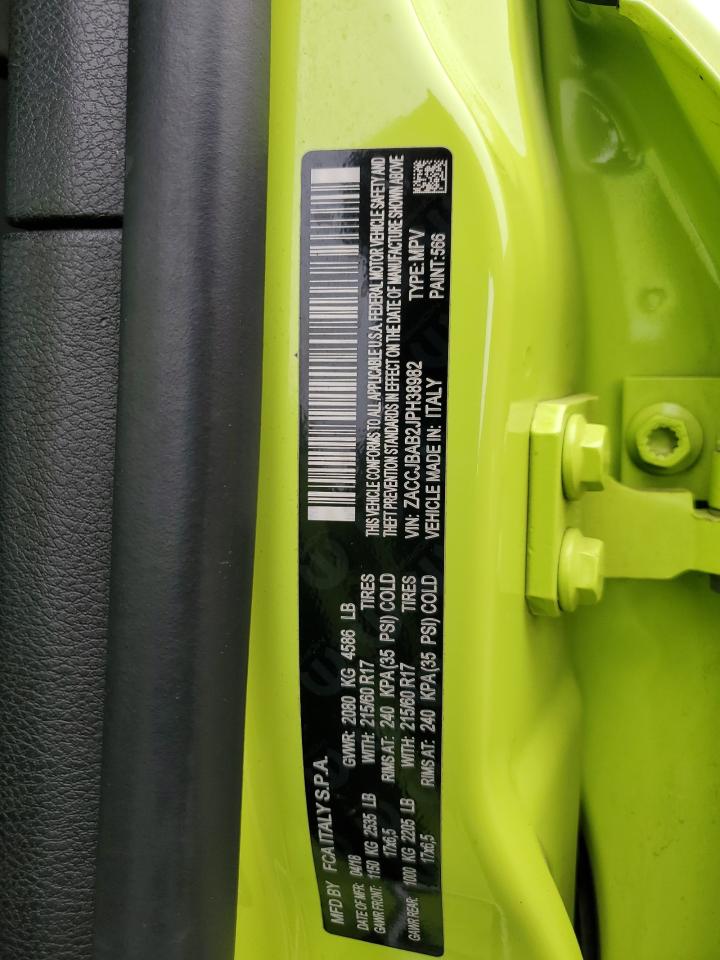 MFD BY FCA ITALY S.P.A.
DATE OF MFR: 04/18 GVWR: 2080 KG 4586 LB
GAWR FRONT: 1150 KG 2535 LB WITH: 215/60 R17 TIRES
17x6,5 RIMS AT: 240 KPA (35 PSI) COLD
GAWR REAR: 1000 KG 2205 LB WITH: 215/60 R17 TIRES
17x6,5 RIMS AT: 240 KPA (35 PSI) COLD
THIS VEHICLE CONFORMS TO ALL APPLICABLE U.S.A. FEDERAL MOTOR VEHICLE SAFETY AND
THEFT PREVENTION STANDARDS IN EFFECT ON THE DATE OF MANUFACTURE SHOWN ABOVE
VIN: ZACCJBAB2JPH38982 TYPE:MPV
VEHICLE MADE IN: ITALY PAINT:566